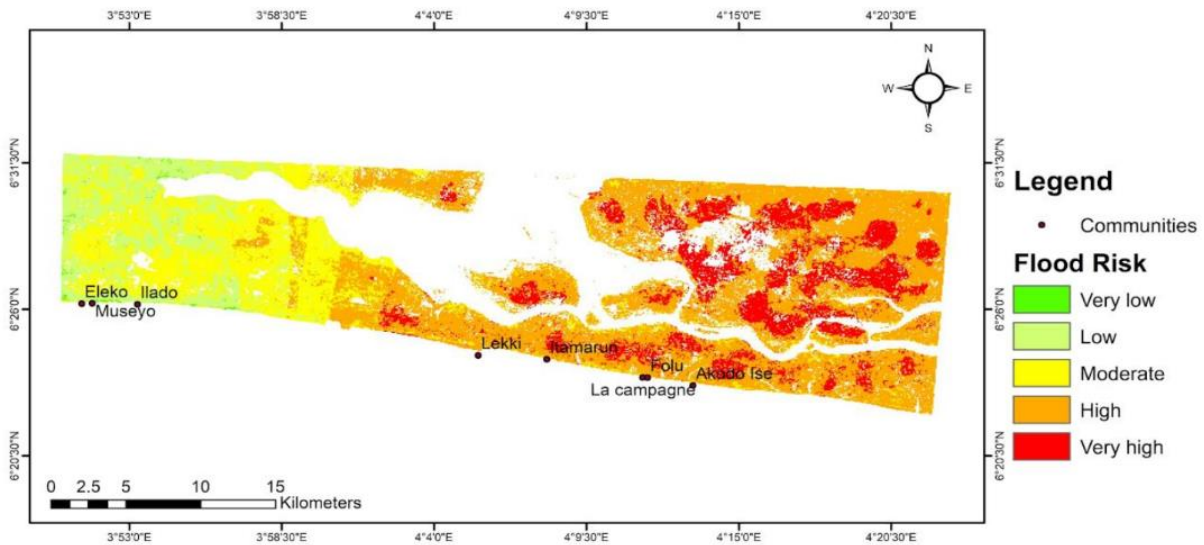 3°53'0"E 3°58'30"E 4°4'0"E 4°9'30"E 4°15'0"E 4°20'30"E
N
W E
S
6°31'30"N 6°31'30"N
Legend
Communities
Flood Risk
Very low
Low
Moderate
High
Very high
Eleko Ilado
Museyo
6°26'0"N 6°26'0"N
Lekki Itamarun
Folu
La campagne Akodo Ise
6°20'30"N 6°20'30"N
0 2.5 5 10 15
Kilometers
3°53'0"E 3°58'30"E 4°4'0"E 4°9'30"E 4°15'0"E 4°20'30"E